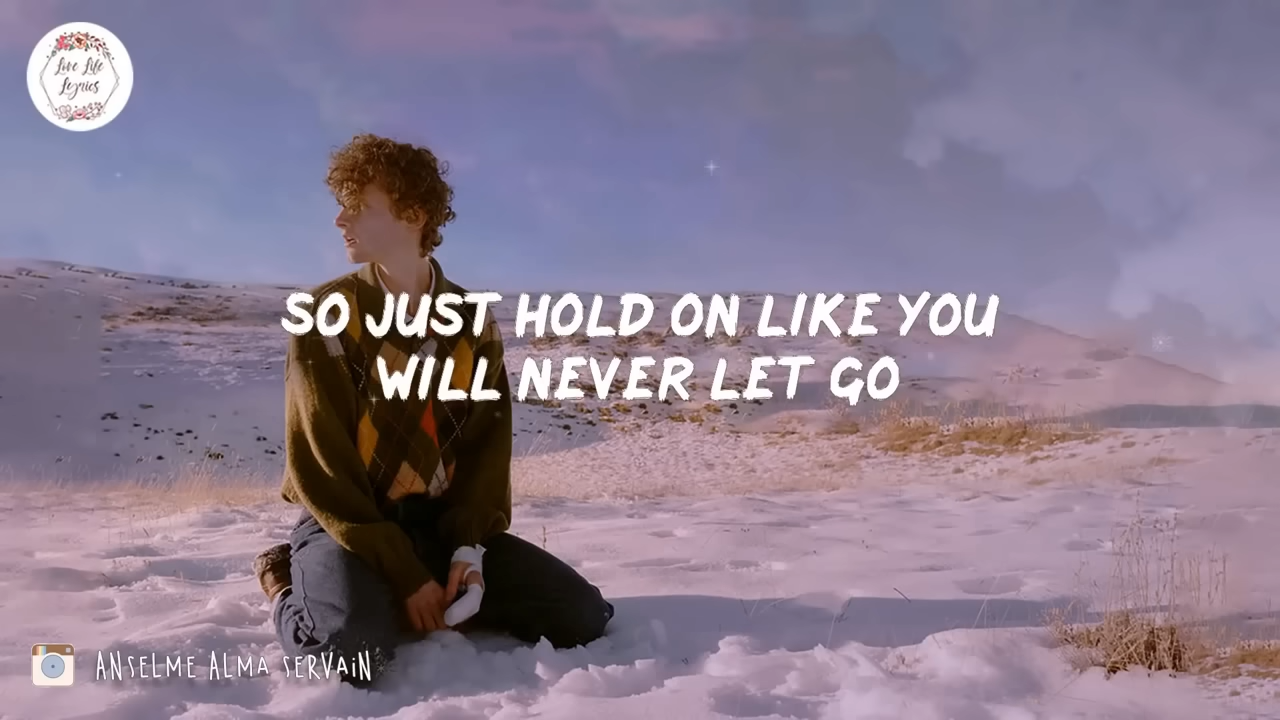 Love Life
Lyrics
SO JUST HOLD ON LIKE YOU
WILL NEVER LET GO
ANSELME ALMA SERVAIN